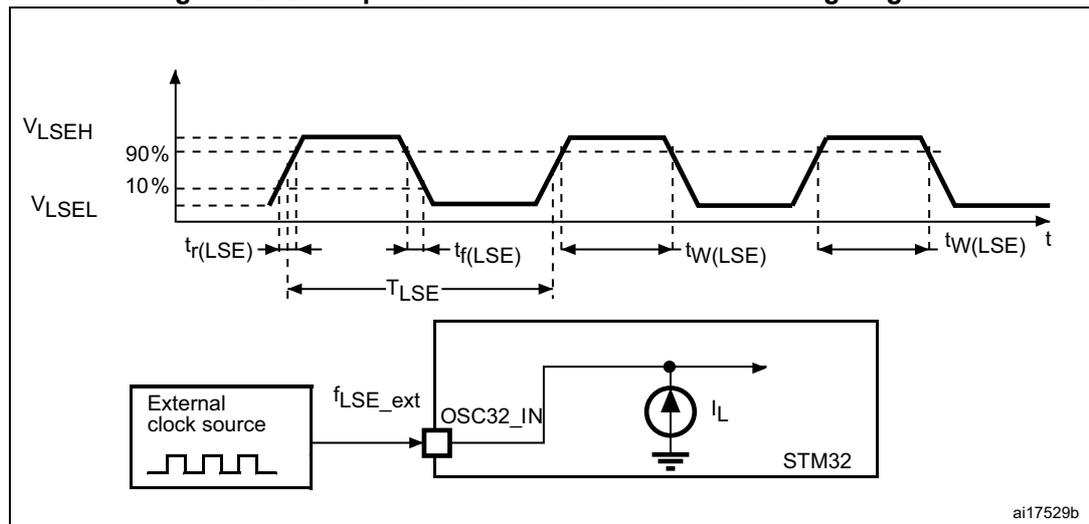 V_LSEH
90%
10%
V_LSEL
t_r(LSE)
t_f(LSE)
t_W(LSE)
t_W(LSE)
t
T_LSE
External
clock source
f_LSE_ext
OSC32_IN
I_L
STM32
ai17529b